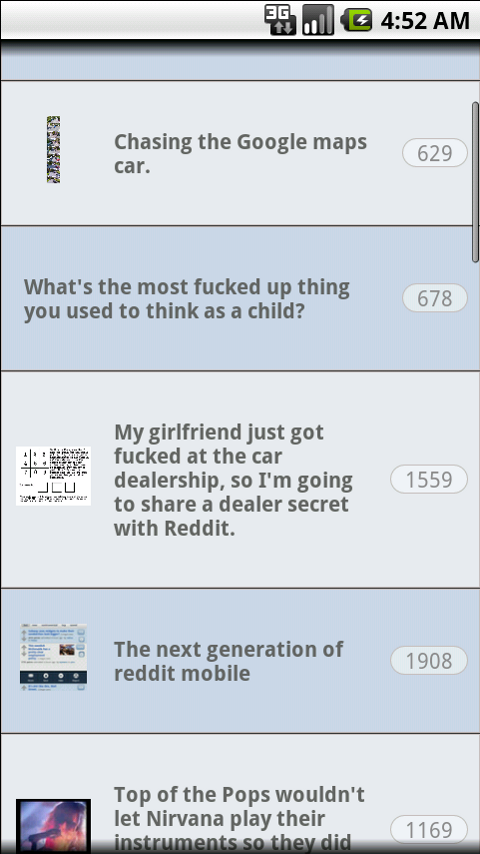 3G 4:52 AM
Chasing the Google maps
car.
629
What's the most fucked up thing
you used to think as a child?
678
My girlfriend just got
fucked at the car
dealership, so I'm going
to share a dealer secret
with Reddit.
1559
The next generation of
reddit mobile
1908
Top of the Pops wouldn't
let Nirvana play their
instruments so they did
1169